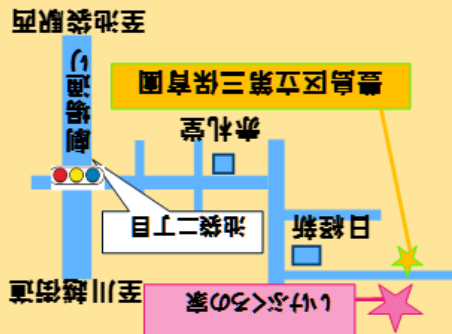 いけぶくろの家
至川越街道
日経新
池袋二丁目
赤札堂
豊島区立第三保育園
劇場通り
至池袋駅西